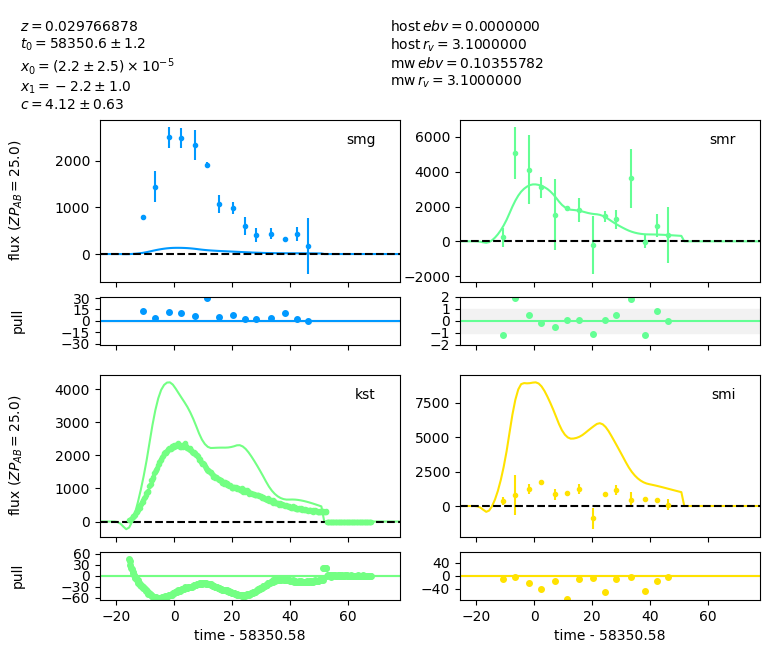 z = 0.029766878
t₀ = 58350.6 ± 1.2
x₀ = (2.2 ± 2.5) × 10⁻⁵
x₁ = −2.2 ± 1.0
c = 4.12 ± 0.63
host ebv = 0.0000000
host r_v = 3.1000000
mw ebv = 0.10355782
mw r_v = 3.1000000
flux (ZP_AB = 25.0)
2000
1000
0
smg
6000
4000
2000
0
−2000
smr
pull
30
15
0
−15
−30
2
1
0
−1
−2
flux (ZP_AB = 25.0)
4000
3000
2000
1000
0
kst
7500
5000
2500
0
smi
pull
60
30
0
−30
−60
40
0
−40
−20 0 20 40 60
−20 0 20 40 60
time - 58350.58
time - 58350.58